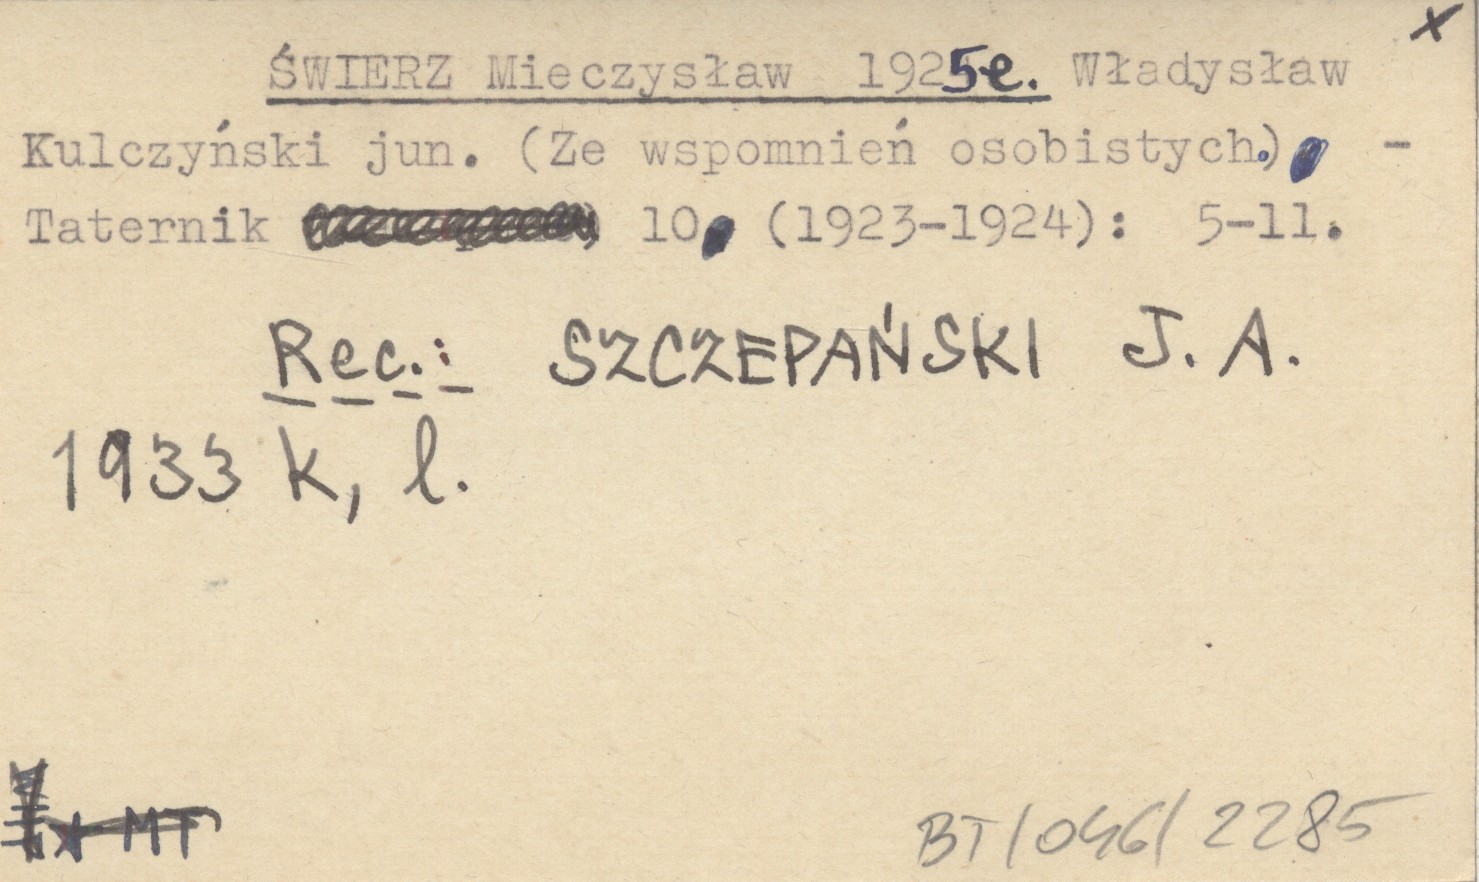 x
ŚWIERZ Mieczysław 1925e. Władysław
Kulczyński jun. (Ze wspomnień osobistych.) -
Taternik 10 (1923-1924): 5-11.
Rec.: SZCZEPAŃSKI J. A.
1933 k, l.
MT
BT/046/2285